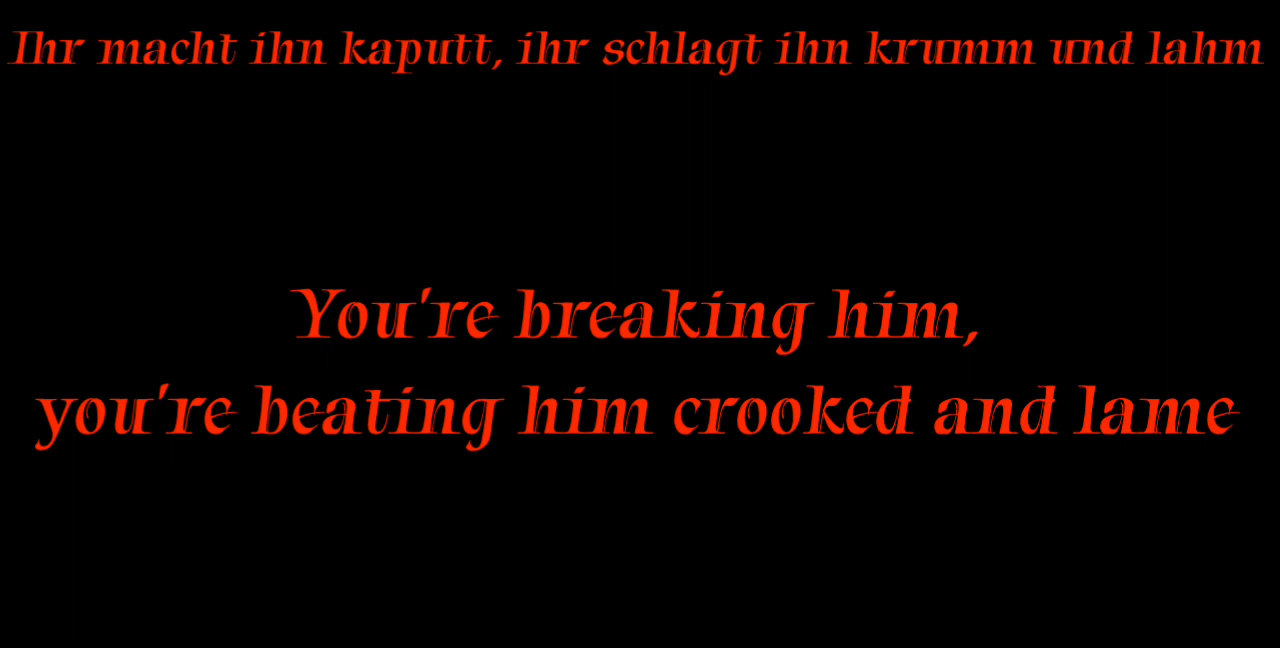 Ihr macht ihn kaputt, ihr schlagt ihn krumm und lahm
You're breaking him,
you're beating him crooked and lame